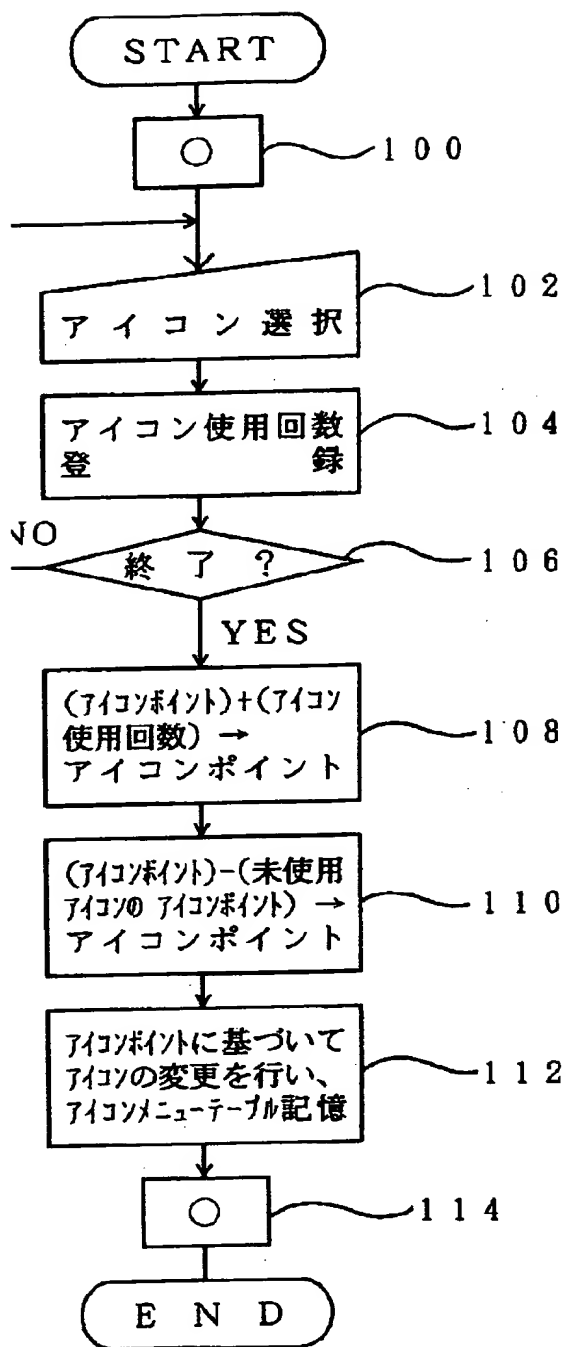 START
○
100
102
アイコン選択
アイコン使用回数
登録
104
NO
終了?
106
YES
(アイコンポイント)+(アイコン
使用回数) →
アイコンポイント
108
(アイコンポイント)-(未使用
アイコンの アイコンポイント) →
アイコンポイント
110
アイコンポイントに基づいて
アイコンの変更を行い、
アイコンメニューテーブル記憶
112
○
114
END